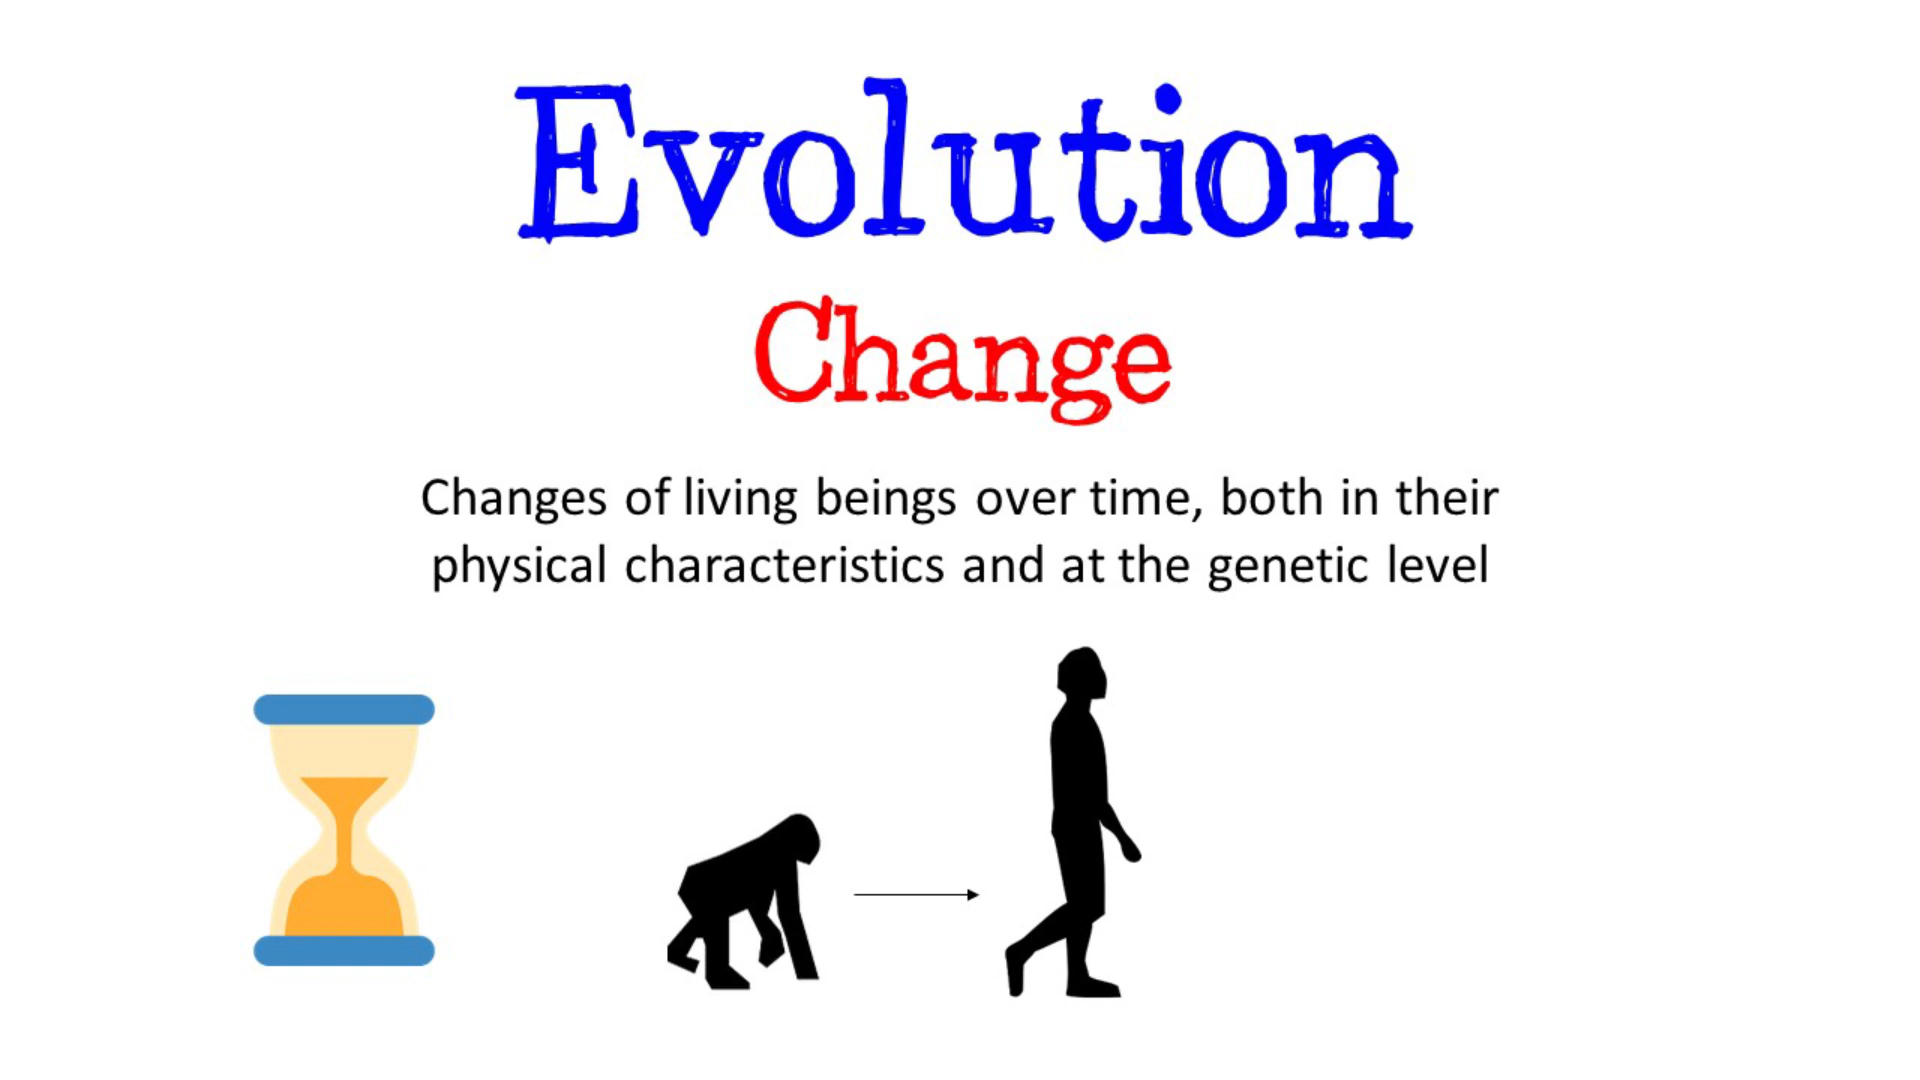 Evolution
Change
Changes of living beings over time, both in their
physical characteristics and at the genetic level